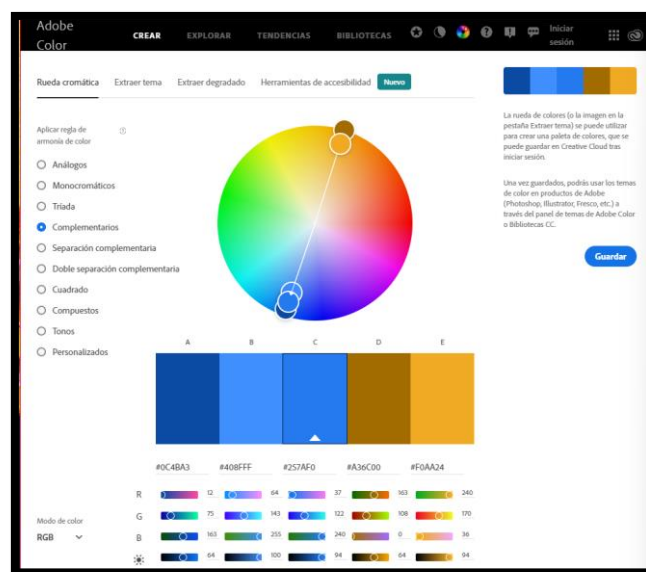 Adobe
Color
CREAR EXPLORAR TENDENCIAS BIBLIOTECAS
Iniciar
sesión
Rueda cromática Extraer tema Extraer degradado Herramientas de accesibilidad Nuevo
Aplicar regla de
armonía de color
Análogos
Monocromáticos
Tríada
Complementarios
Separación complementaria
Doble separación complementaria
Cuadrado
Compuestos
Tonos
Personalizados
La rueda de colores (o la imagen en la
pestaña Extraer tema) se puede utilizar
para crear una paleta de colores, que se
puede guardar en Creative Cloud tras
iniciar sesión.
Una vez guardados, podrás usar los temas
de color en productos de Adobe
(Photoshop, Illustrator, Fresco, etc.) a
través del panel de temas de Adobe Color
o Bibliotecas CC.
Guardar
A B C D E
#0C4BA3 #408FFF #257AF0 #A36C00 #F0AA24
R 12 64 37 163 240
G 75 143 122 108 170
B 163 255 240 0 36
64 100 94 64 94
Modo de color
RGB